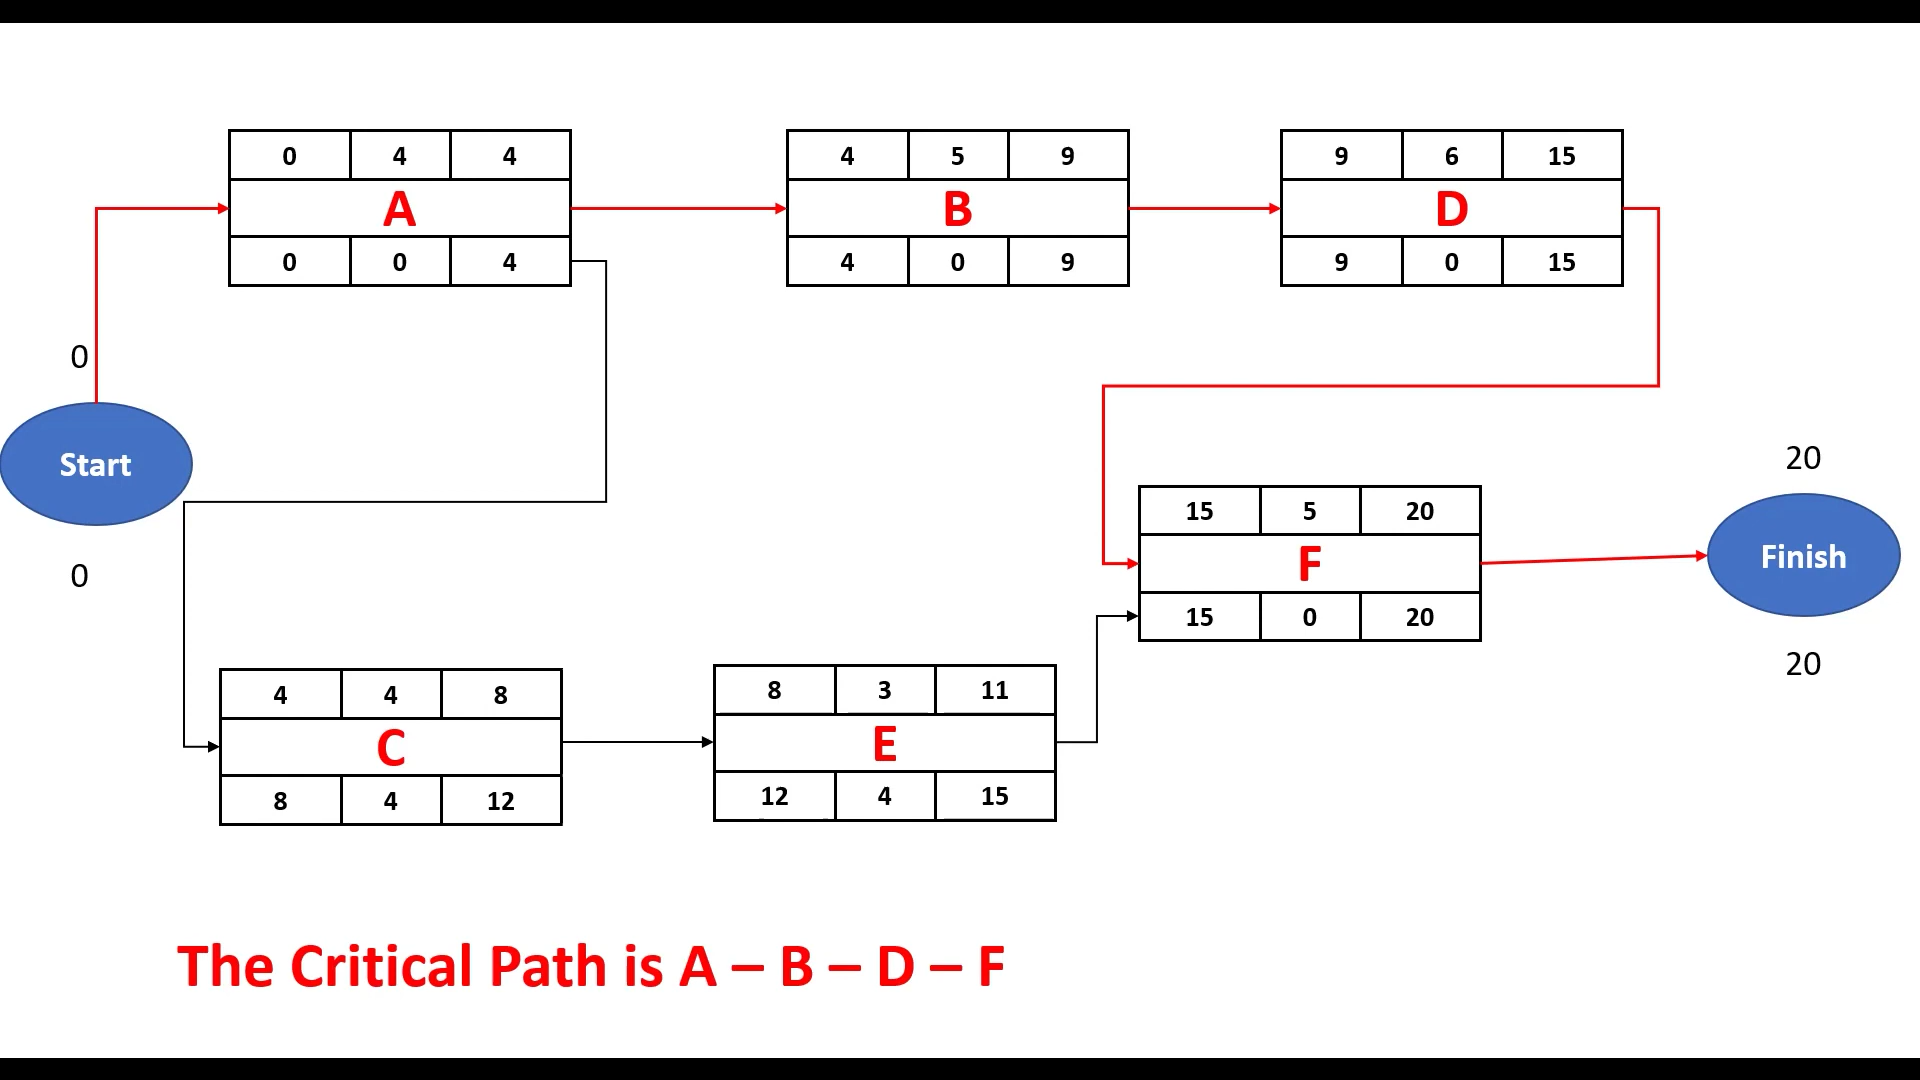 0 4 4
A
0 0 4
4 5 9
B
4 0 9
9 6 15
D
9 0 15
0
Start
0
15 5 20
F
15 0 20
20
Finish
20
4 4 8
C
8 4 12
8 3 11
E
12 4 15
The Critical Path is A – B – D – F